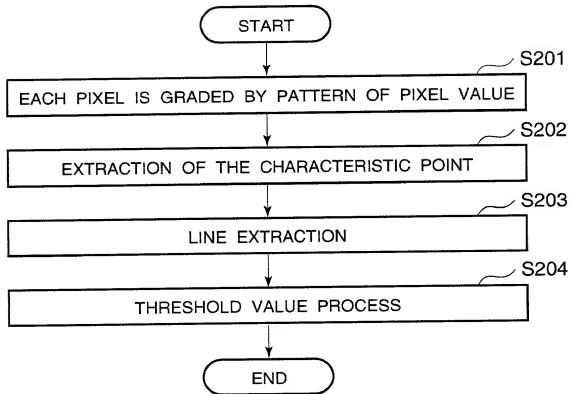 START
S201
EACH PIXEL IS GRADED BY PATTERN OF PIXEL VALUE
S202
EXTRACTION OF THE CHARACTERISTIC POINT
S203
LINE EXTRACTION
S204
THRESHOLD VALUE PROCESS
END